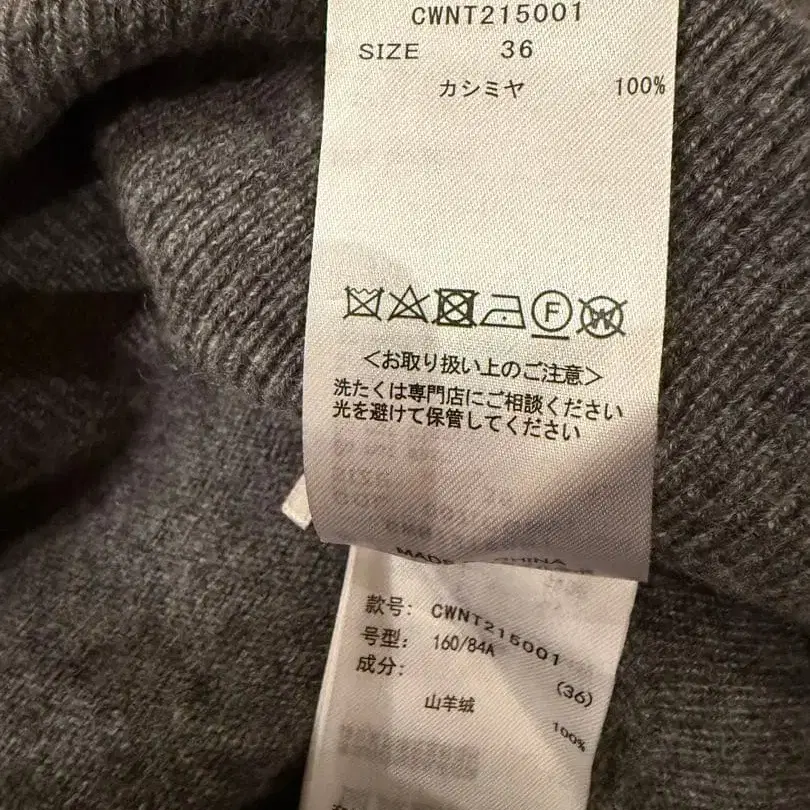 CWNT215001
SIZE 36
カシミヤ 100%
F
W
<お取り扱い上のご注意>
洗たくは専門店にご相談ください
光を避けて保管してください
款号: CWNT215001
号型: 160/84A (36)
成分:
山羊绒 100%